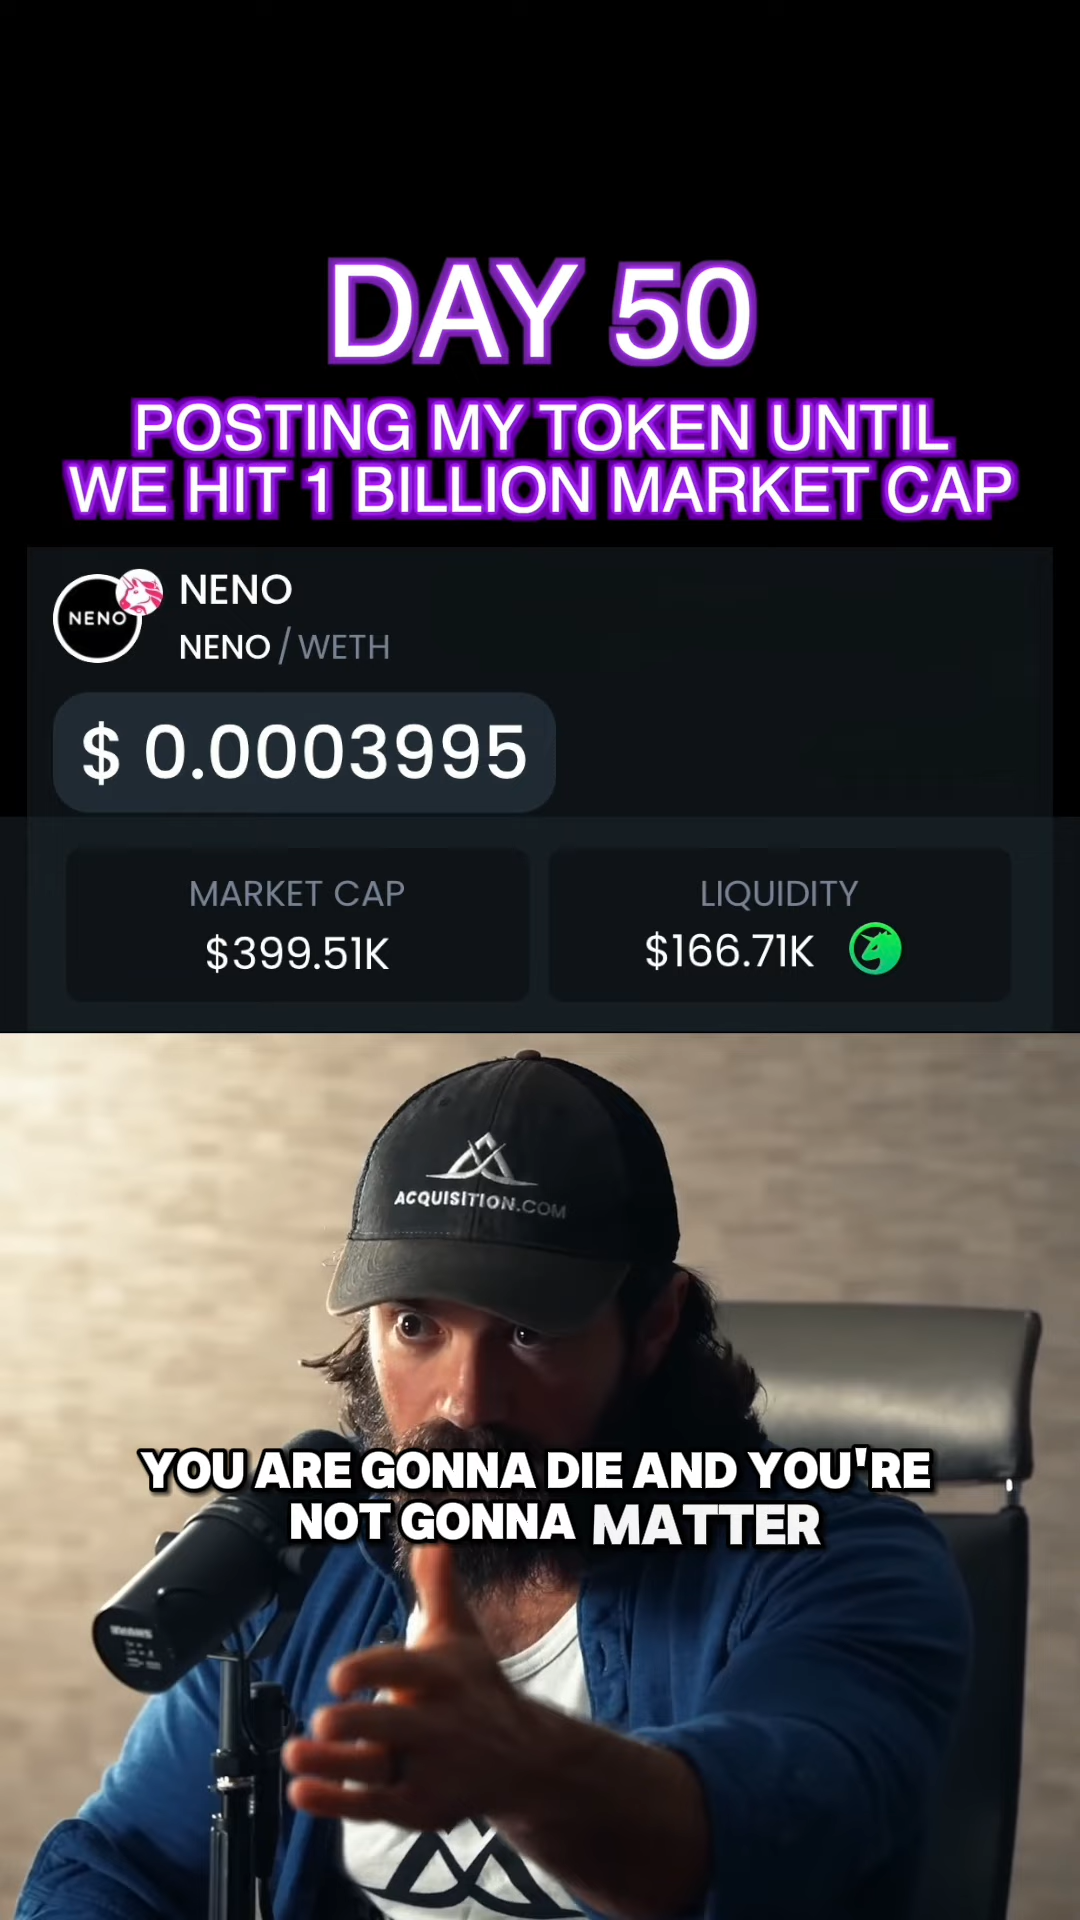 DAY 50
POSTING MY TOKEN UNTIL
WE HIT 1 BILLION MARKET CAP
NENO
NENO
NENO / WETH
$ 0.0003995
MARKET CAP
$399.51K
LIQUIDITY
$166.71K
ACQUISITION.COM
YOU ARE GONNA DIE AND YOU'RE
NOT GONNA MATTER